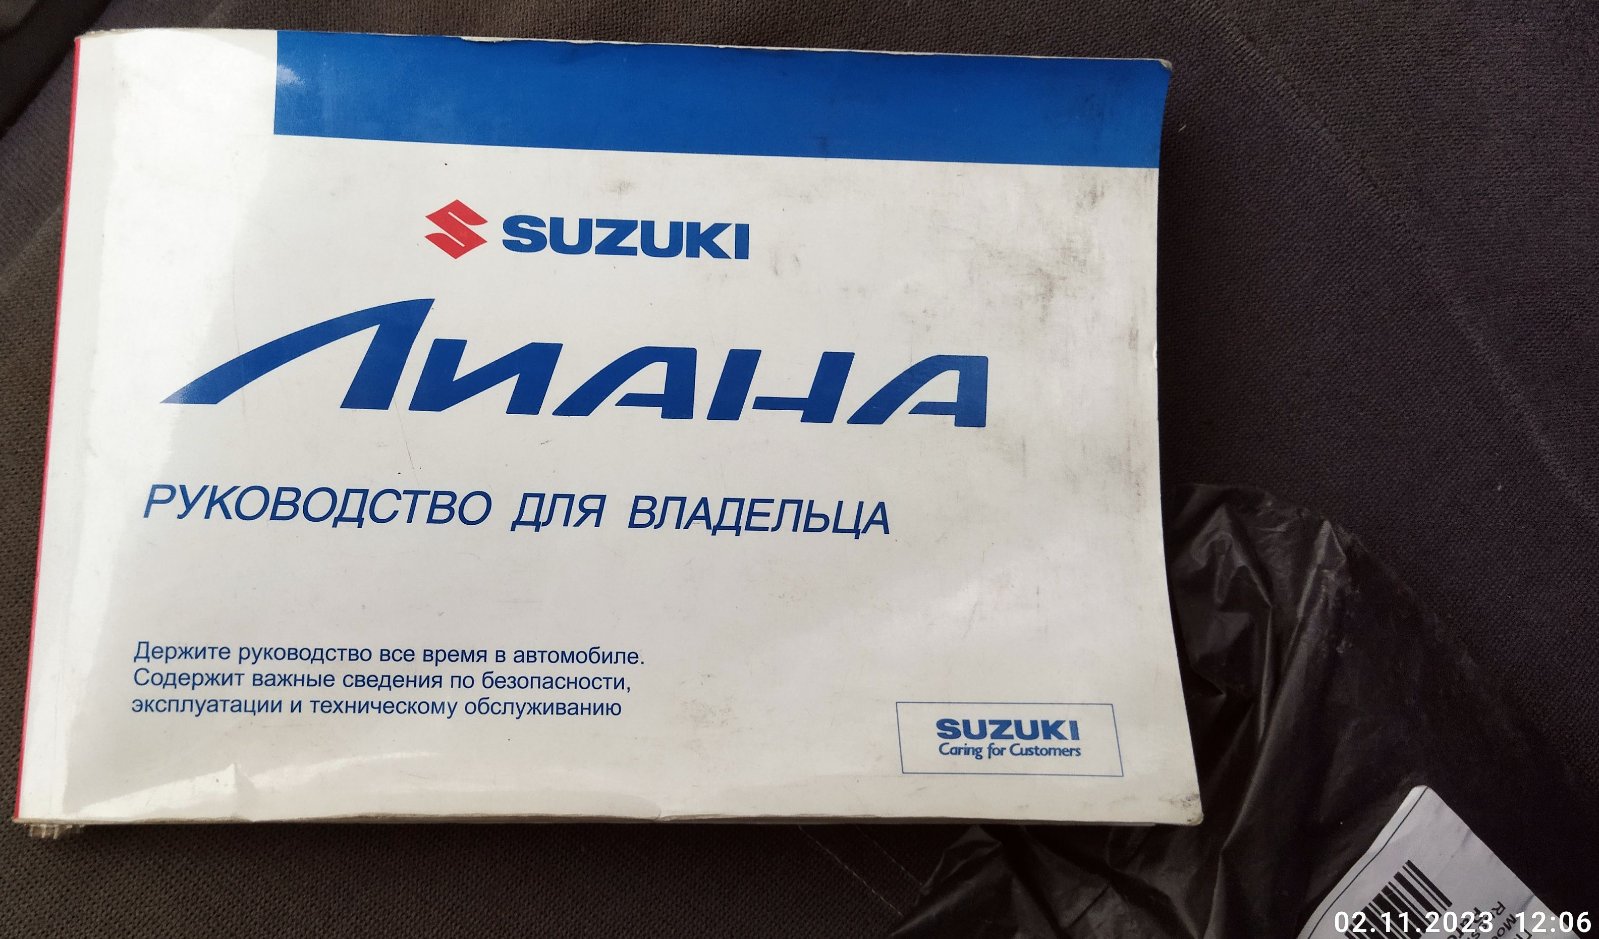 SUZUKI
ЛИАНА
РУКОВОДСТВО ДЛЯ ВЛАДЕЛЬЦА
Держите руководство все время в автомобиле.
Содержит важные сведения по безопасности,
эксплуатации и техническому обслуживанию
SUZUKI
Caring for Customers
02.11.2023 12:06